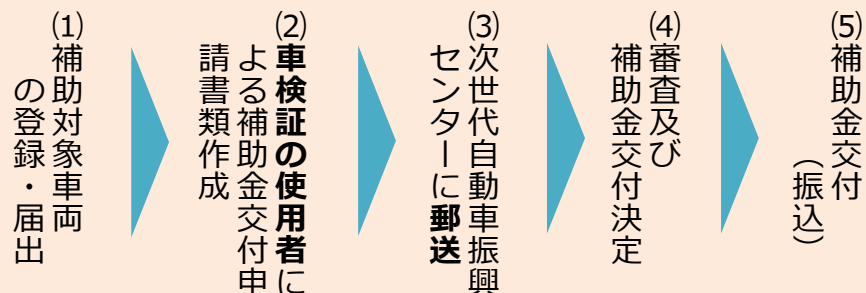 ⑴
補助対象車両
の登録・届出
⑵
車検証の使用者に
よる補助金交付申
請書類作成
⑶
次世代自動車振興
センターに郵送
⑷
審査及び
補助金交付決定
⑸
補助金交付
（振込）